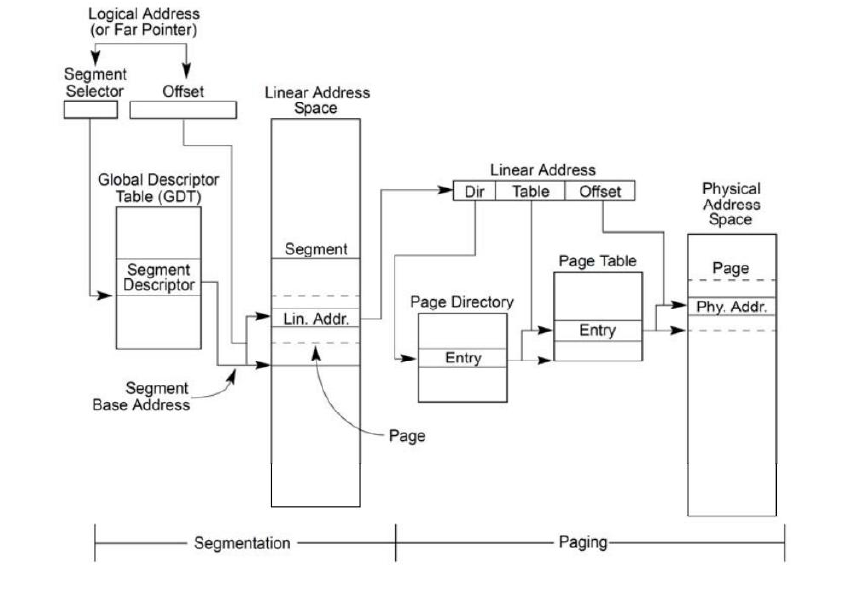 Logical Address
(or Far Pointer)
Segment
Selector
Offset
Linear Address
Space
Global Descriptor
Table (GDT)
Segment
Descriptor
Segment
Lin. Addr.
Segment
Base Address
Page
Linear Address
Dir
Table
Offset
Page Directory
Entry
Page Table
Entry
Physical
Address
Space
Page
Phy. Addr.
Segmentation
Paging